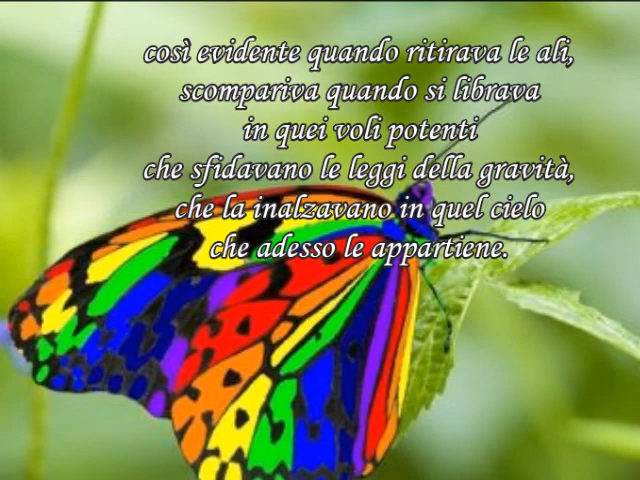 così evidente quando ritirava le ali,
scompariva quando si librava
in quei voli potenti
che sfidavano le leggi della gravità,
che la inalzavano in quel cielo
che adesso le appartiene.